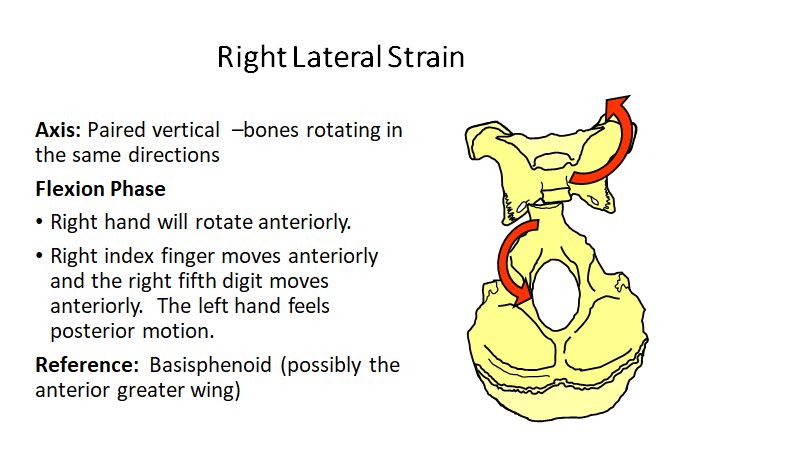 Right Lateral Strain
Axis: Paired vertical –bones rotating in
the same directions
Flexion Phase
• Right hand will rotate anteriorly.
• Right index finger moves anteriorly
and the right fifth digit moves
anteriorly. The left hand feels
posterior motion.
Reference: Basisphenoid (possibly the
anterior greater wing)